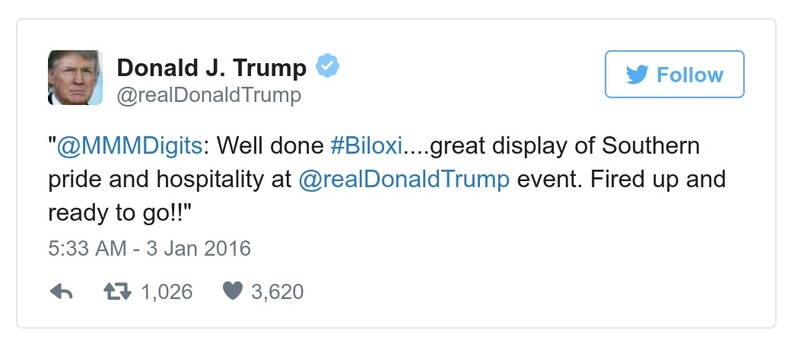 Donald J. Trump
@realDonaldTrump
Follow
"@MMMDigits: Well done #Biloxi....great display of Southern
pride and hospitality at @realDonaldTrump event. Fired up and
ready to go!!"
5:33 AM - 3 Jan 2016
1,026 3,620